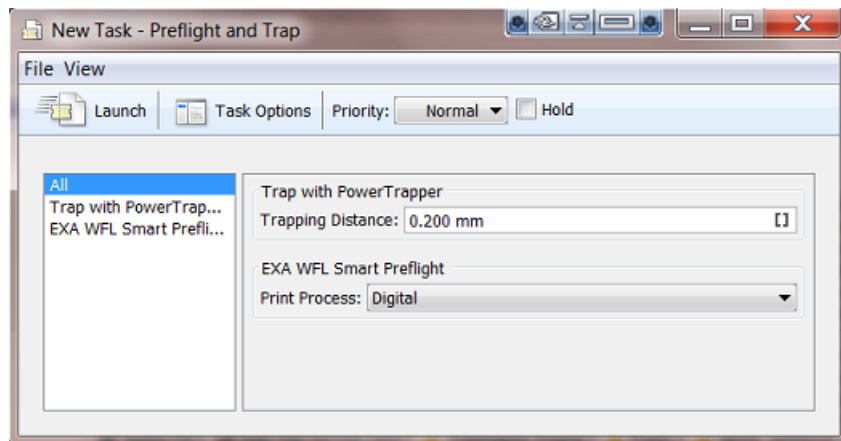 New Task - Preflight and Trap
File View
Launch Task Options Priority: Normal Hold
All
Trap with PowerTrap...
EXA WFL Smart Prefli...
Trap with PowerTrapper
Trapping Distance: 0.200 mm []
EXA WFL Smart Preflight
Print Process: Digital